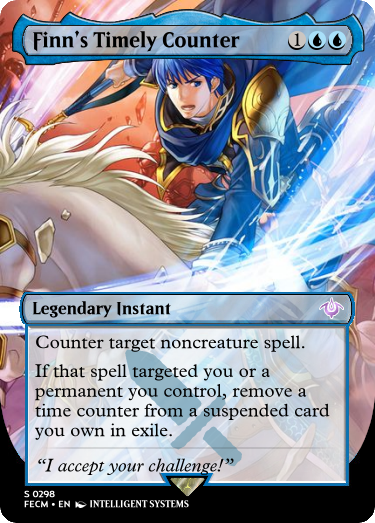 Finn's Timely Counter 1
Legendary Instant
Counter target noncreature spell.
If that spell targeted you or a
permanent you control, remove a
time counter from a suspended card
you own in exile.
“I accept your challenge!”
S 0298
FECM • EN INTELLIGENT SYSTEMS